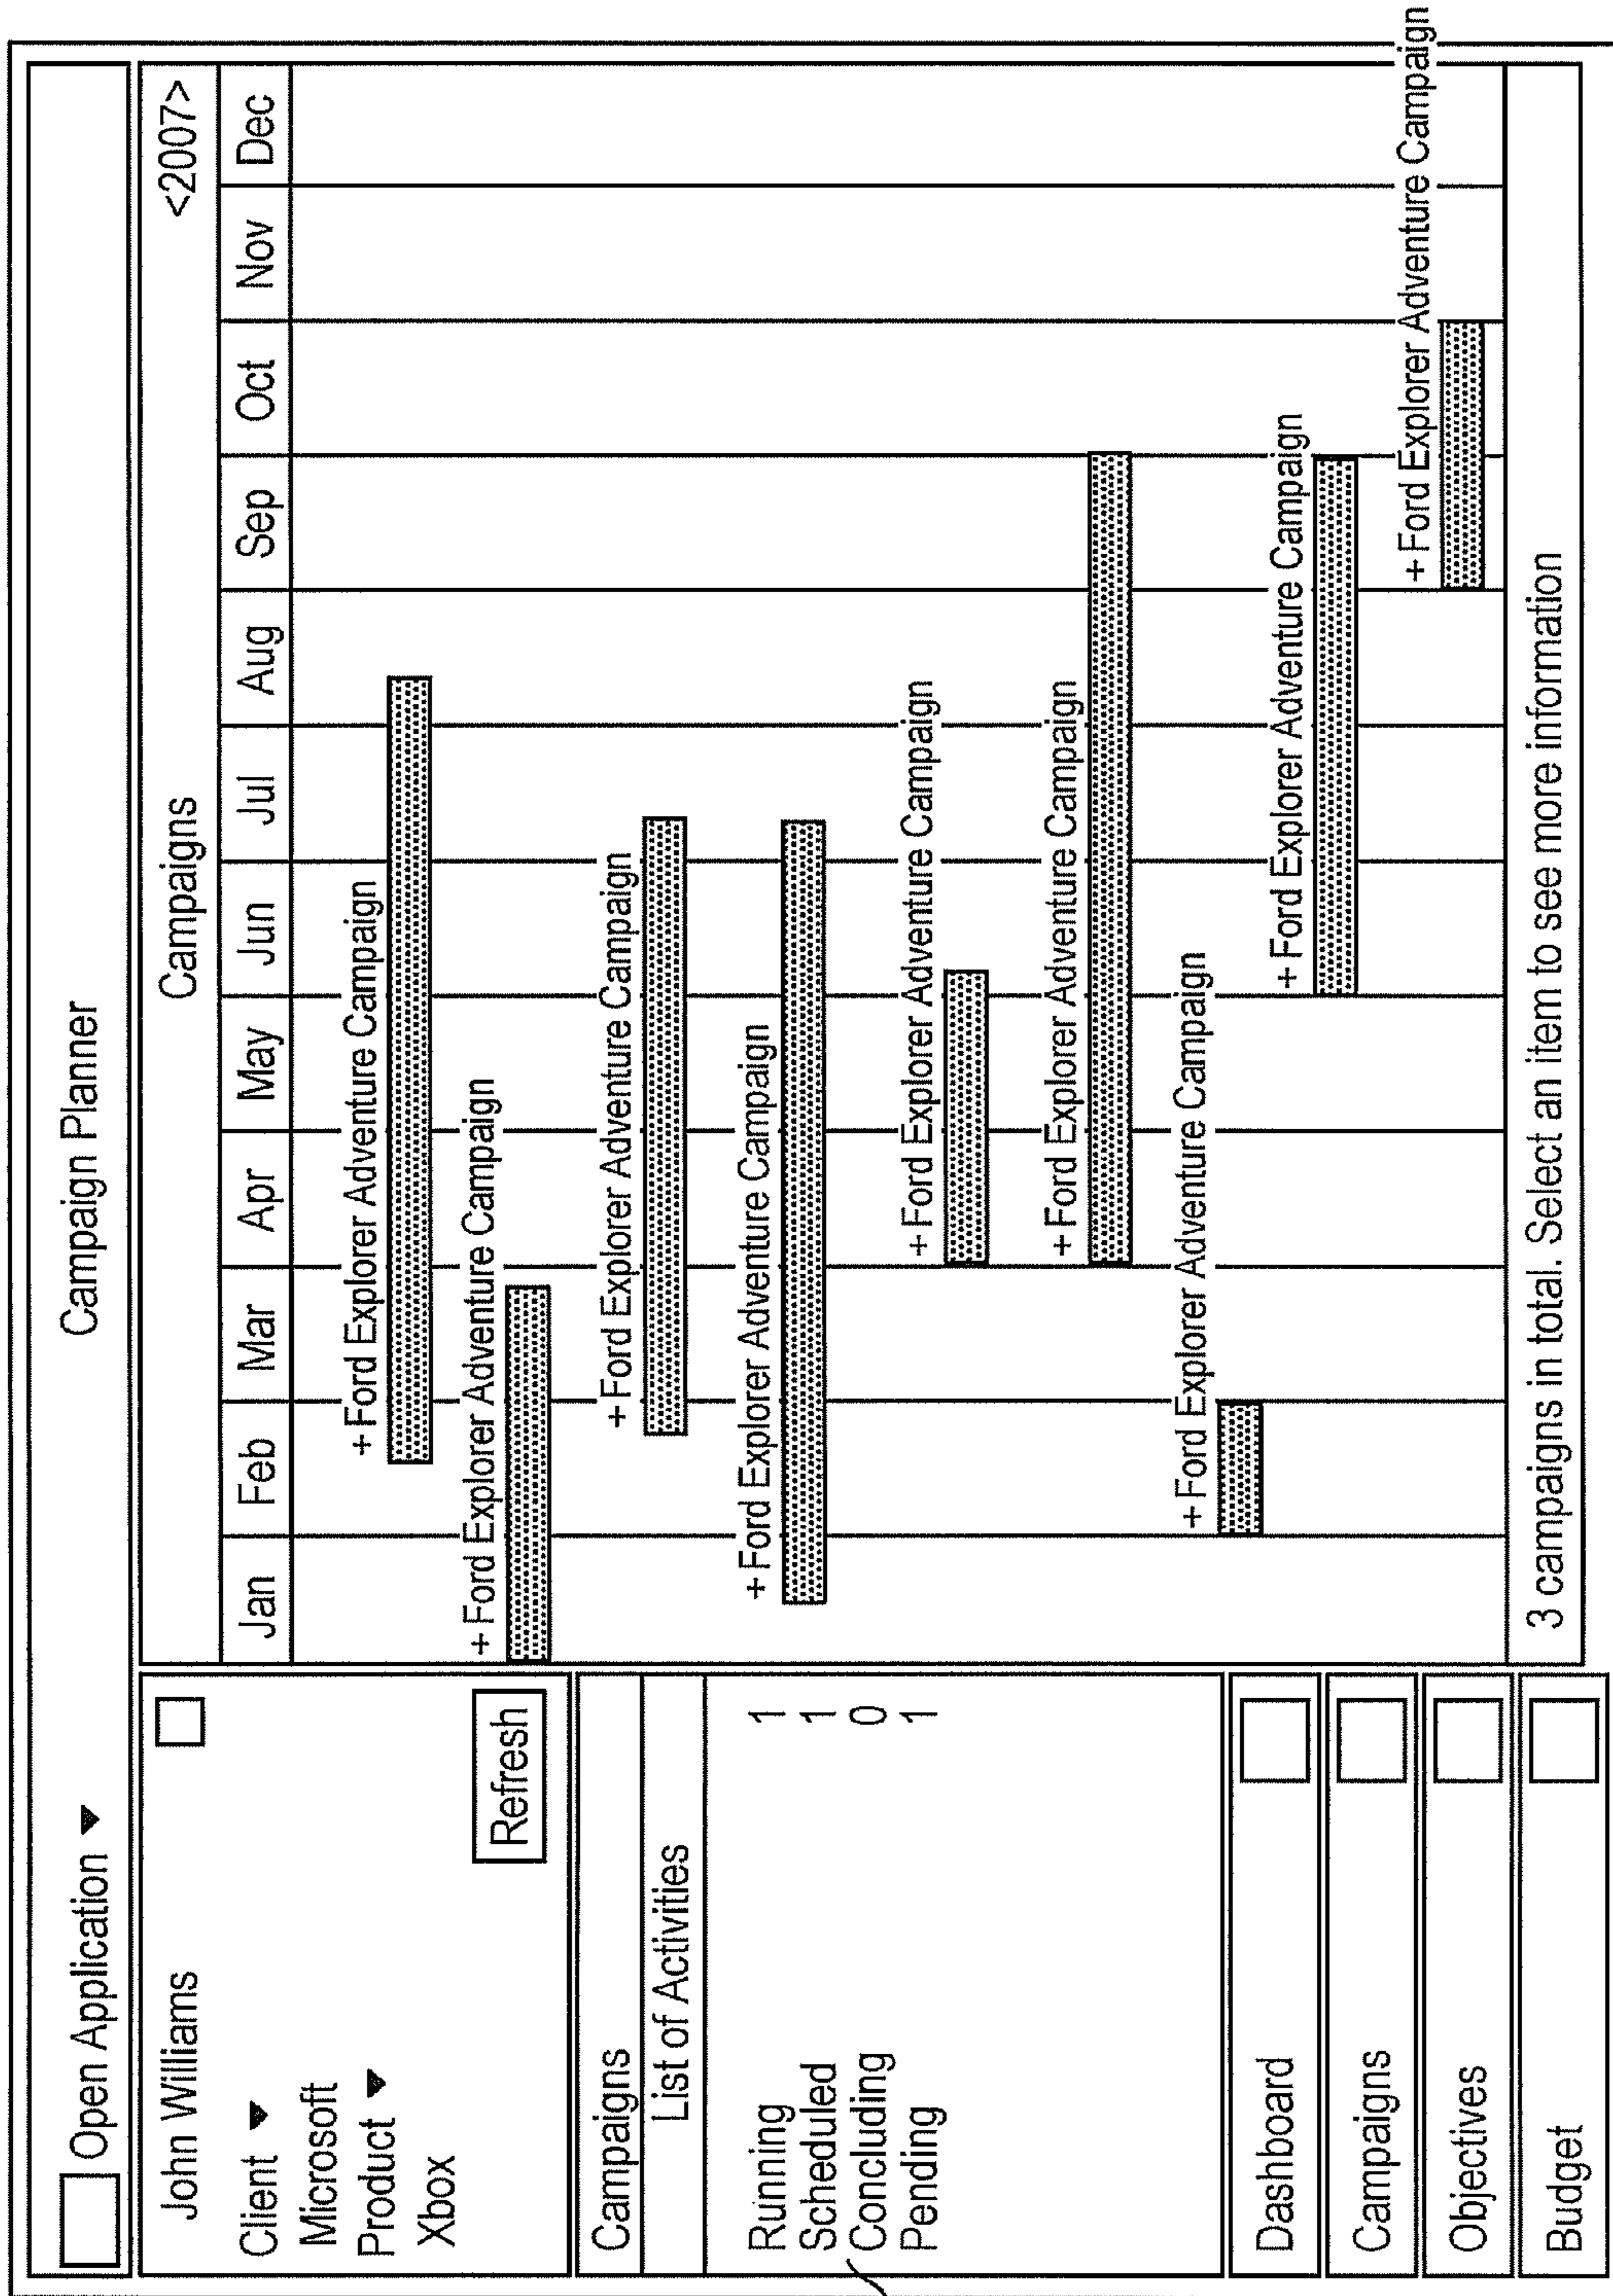 Campaign Planner
Open Application
John Williams
Client
Microsoft
Product
Xbox
Refresh
Campaigns
List of Activities
Running 1
Scheduled 1
Concluding 0
Pending 1
Dashboard
Campaigns
Objectives
Budget
Campaigns <2007>
Jan Feb Mar Apr May Jun Jul Aug Sep Oct Nov Dec
+ Ford Explorer Adventure Campaign
+ Ford Explorer Adventure Campaign
+ Ford Explorer Adventure Campaign
+ Ford Explorer Adventure Campaign
+ Ford Explorer Adventure Campaign
+ Ford Explorer Adventure Campaign
+ Ford Explorer Adventure Campaign
+ Ford Explorer Adventure Campaign
+ Ford Explorer Adventure Campaign
3 campaigns in total. Select an item to see more information